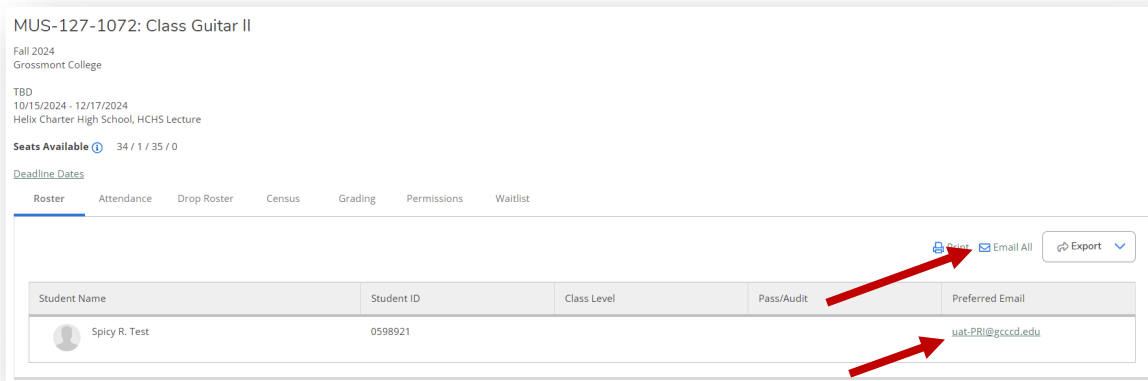 MUS-127-1072: Class Guitar II
Fall 2024
Grossmont College
TBD
10/15/2024 - 12/17/2024
Helix Charter High School, HCHS Lecture
Seats Available 34 / 1 / 35 / 0
Deadline Dates
Roster Attendance Drop Roster Census Grading Permissions Waitlist
Print Email All Export
Student Name Student ID Class Level Pass/Audit Preferred Email
Spicy R. Test 0598921 uat-PRI@gcccd.edu